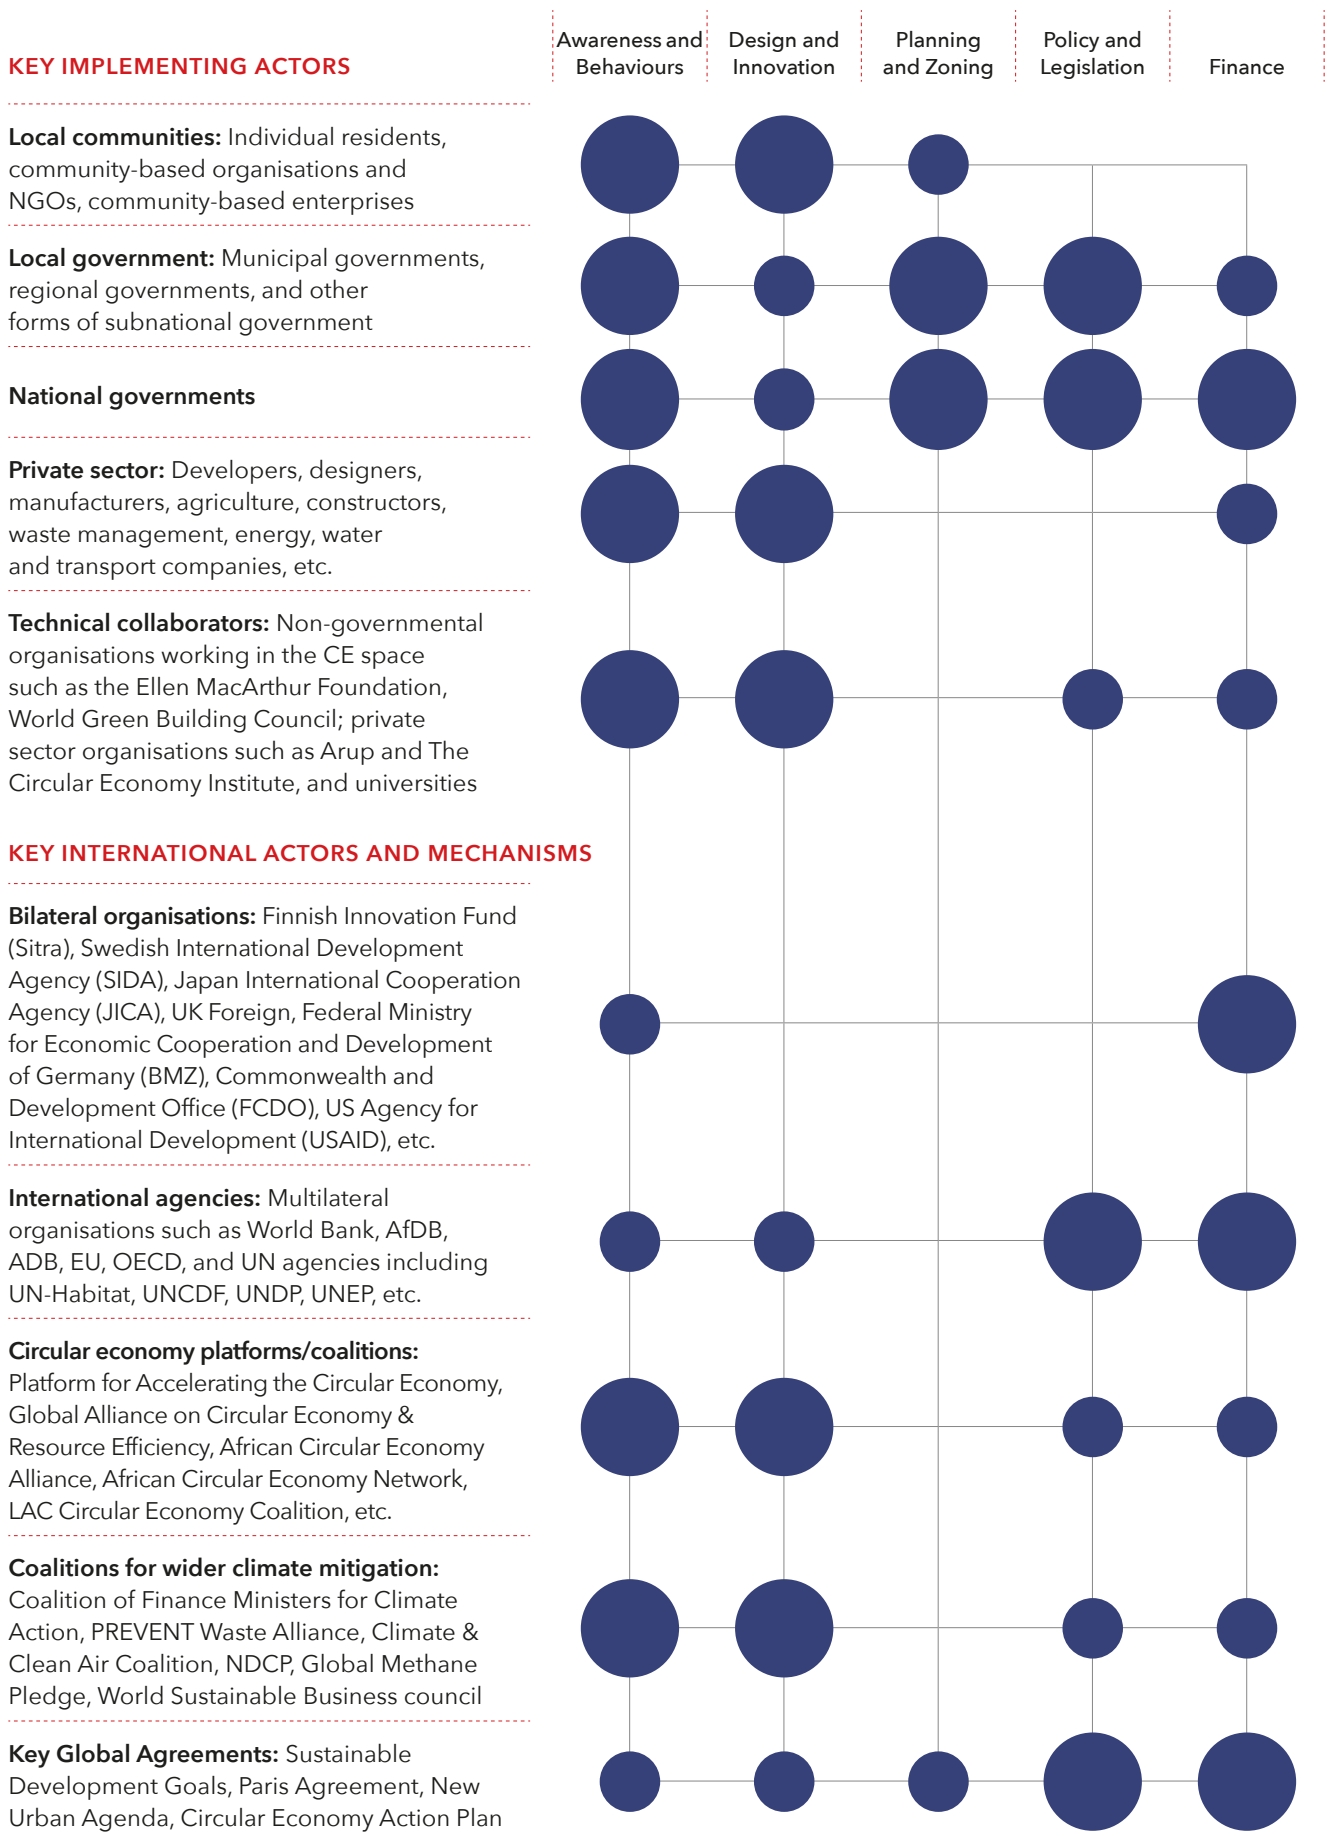 KEY IMPLEMENTING ACTORS
Awareness and
Behaviours
Design and
Innovation
Planning
and Zoning
Policy and
Legislation
Finance
Local communities: Individual residents,
community-based organisations and
NGOs, community-based enterprises
Local government: Municipal governments,
regional governments, and other
forms of subnational government
National governments
Private sector: Developers, designers,
manufacturers, agriculture, constructors,
waste management, energy, water
and transport companies, etc.
Technical collaborators: Non-governmental
organisations working in the CE space
such as the Ellen MacArthur Foundation,
World Green Building Council; private
sector organisations such as Arup and The
Circular Economy Institute, and universities
KEY INTERNATIONAL ACTORS AND MECHANISMS
Bilateral organisations: Finnish Innovation Fund
(Sitra), Swedish International Development
Agency (SIDA), Japan International Cooperation
Agency (JICA), UK Foreign, Federal Ministry
for Economic Cooperation and Development
of Germany (BMZ), Commonwealth and
Development Office (FCDO), US Agency for
International Development (USAID), etc.
International agencies: Multilateral
organisations such as World Bank, AfDB,
ADB, EU, OECD, and UN agencies including
UN-Habitat, UNCDF, UNDP, UNEP, etc.
Circular economy platforms/coalitions:
Platform for Accelerating the Circular Economy,
Global Alliance on Circular Economy &
Resource Efficiency, African Circular Economy
Alliance, African Circular Economy Network,
LAC Circular Economy Coalition, etc.
Coalitions for wider climate mitigation:
Coalition of Finance Ministers for Climate
Action, PREVENT Waste Alliance, Climate &
Clean Air Coalition, NDCP, Global Methane
Pledge, World Sustainable Business council
Key Global Agreements: Sustainable
Development Goals, Paris Agreement, New
Urban Agenda, Circular Economy Action Plan